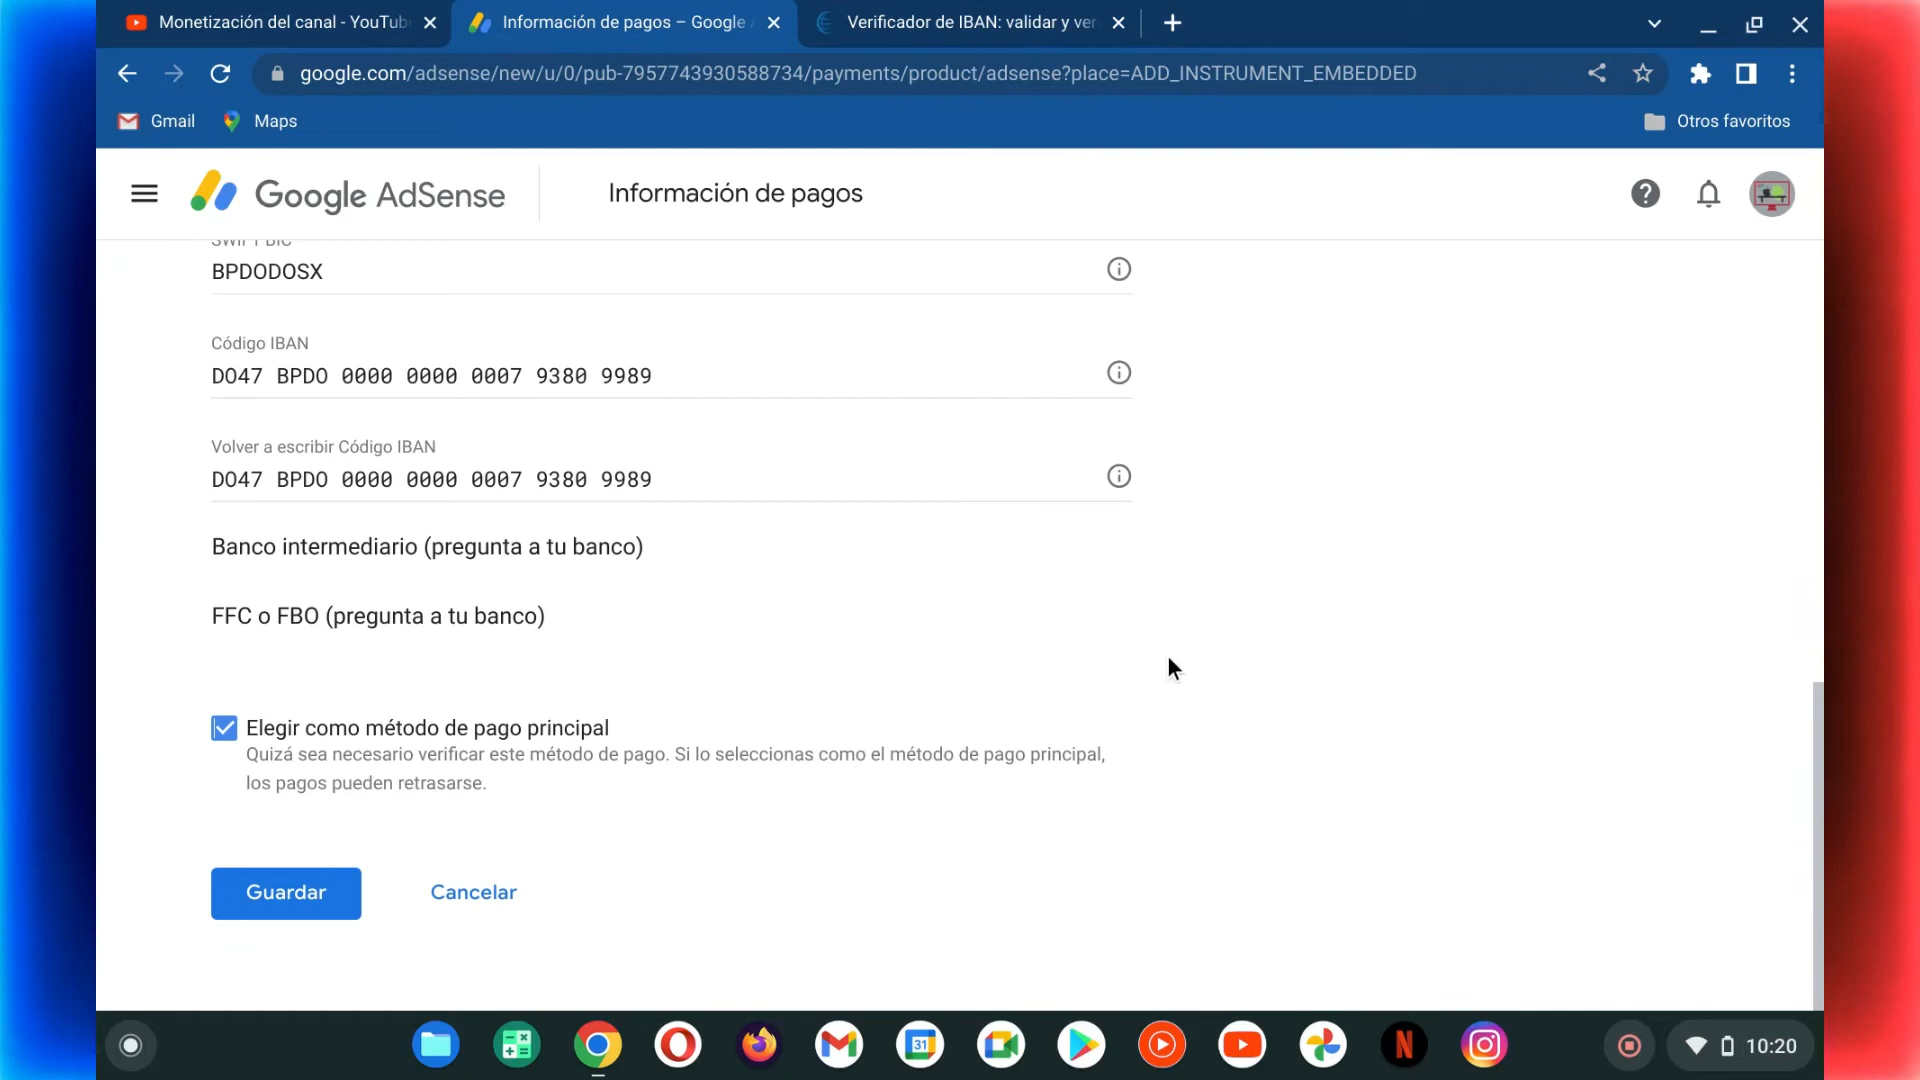 Monetización del canal - YouTub
Información de pagos – Google
Verificador de IBAN: validar y ver
google.com/adsense/new/u/0/pub-7957743930588734/payments/product/adsense?place=ADD_INSTRUMENT_EMBEDDED
Gmail
Maps
Otros favoritos
Google AdSense
Información de pagos
SWIFT BIC
BPDODOSX
Código IBAN
DO47 BPDO 0000 0000 0007 9380 9989
Volver a escribir Código IBAN
DO47 BPDO 0000 0000 0007 9380 9989
Banco intermediario (pregunta a tu banco)
FFC o FBO (pregunta a tu banco)
Elegir como método de pago principal
Quizá sea necesario verificar este método de pago. Si lo seleccionas como el método de pago principal,
los pagos pueden retrasarse.
Guardar
Cancelar
31
10:20